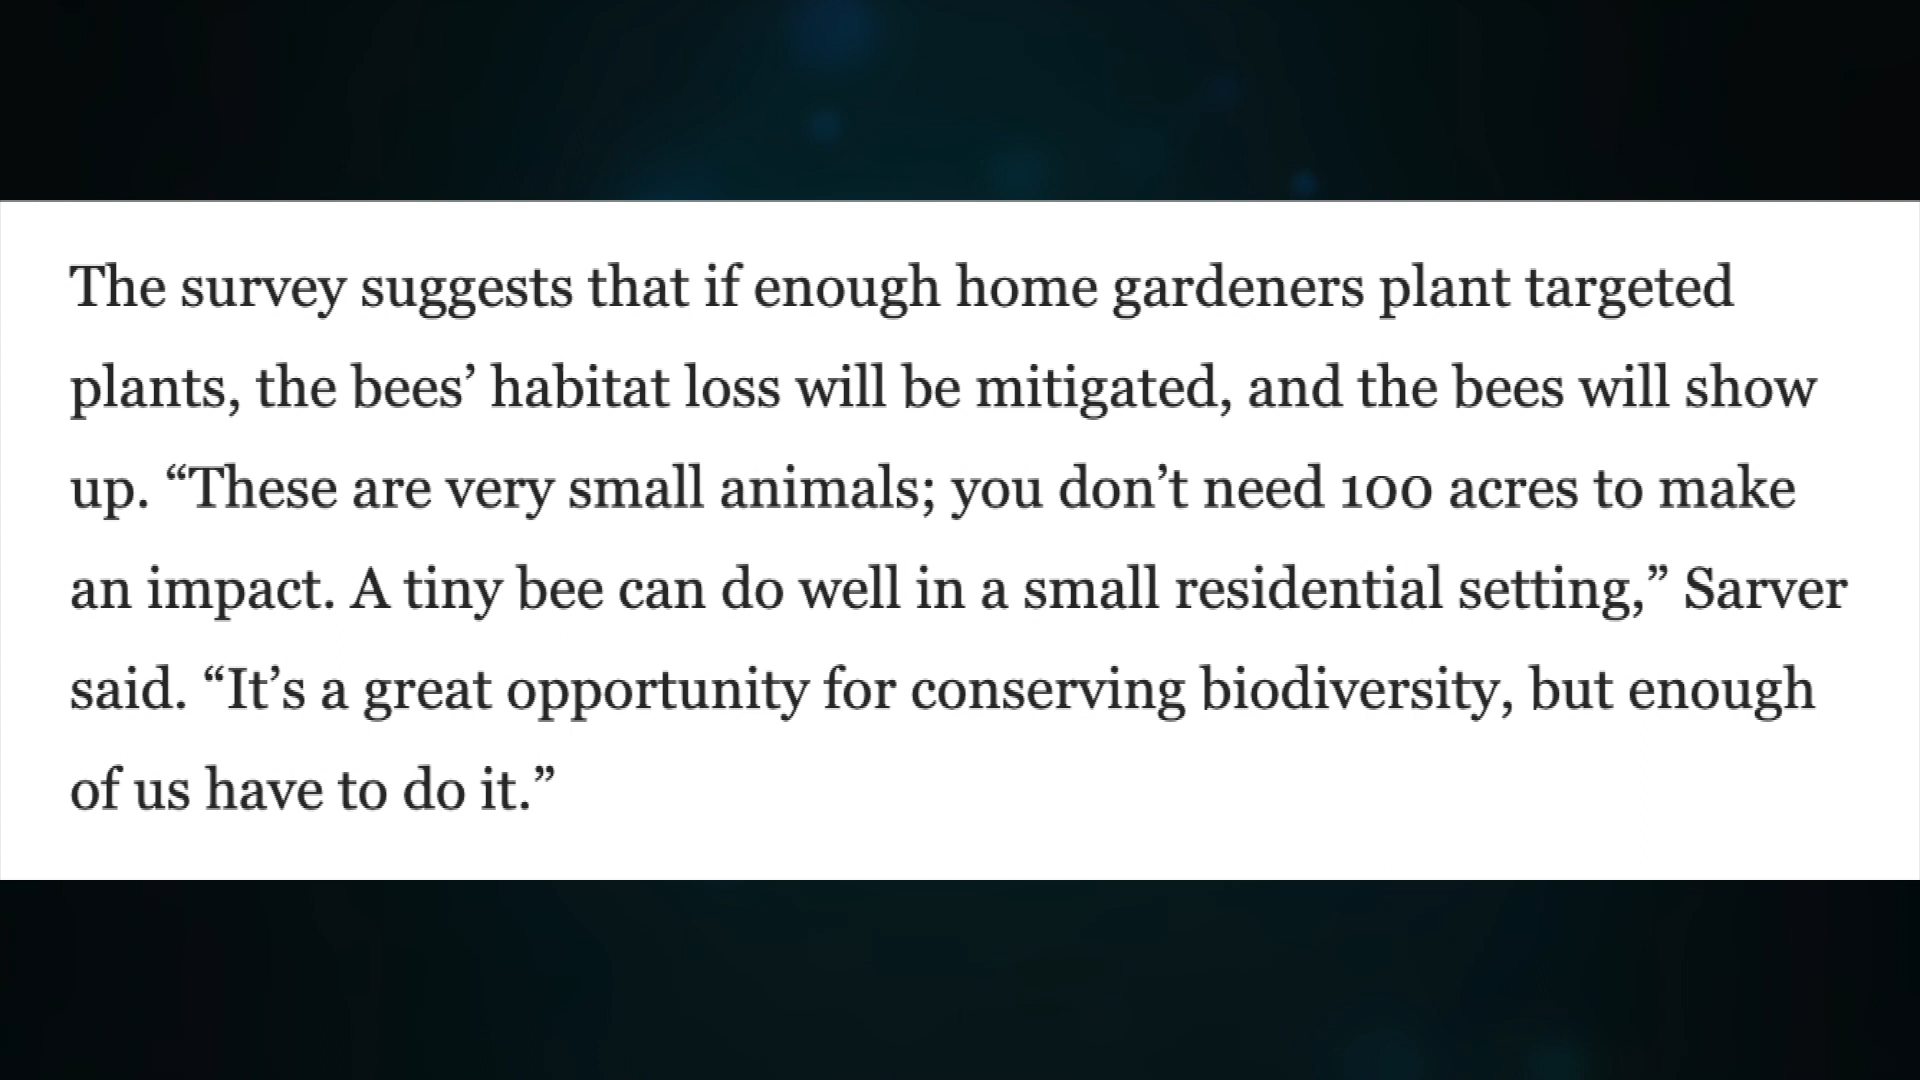 The survey suggests that if enough home gardeners plant targeted
plants, the bees’ habitat loss will be mitigated, and the bees will show
up. “These are very small animals; you don’t need 100 acres to make
an impact. A tiny bee can do well in a small residential setting,” Sarver
said. “It’s a great opportunity for conserving biodiversity, but enough
of us have to do it.”